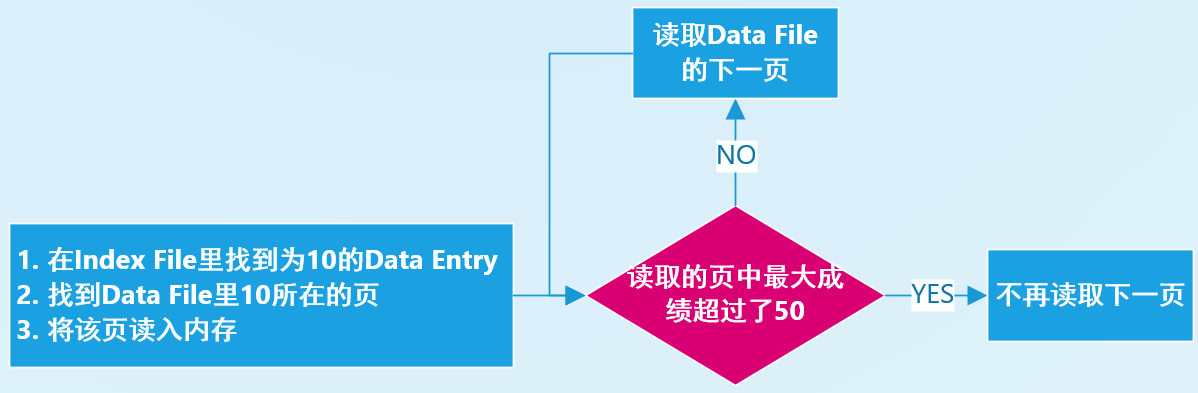 读取Data File
的下一页
NO
1. 在Index File里找到为10的Data Entry
2. 找到Data File里10所在的页
3. 将该页读入内存
读取的页中最大成
绩超过了50
YES
不再读取下一页